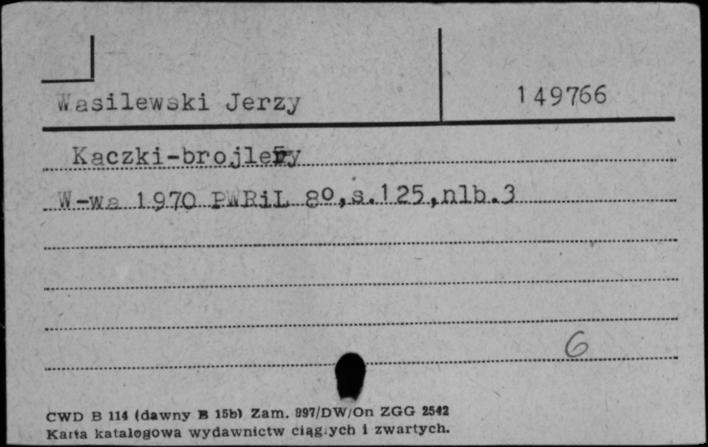 Wasilewski Jerzy
149766
Kaczki-brojlery
W-wa 1970 PWRiL 8º,s.125,nlb.3
6
CWD B 114 (dawny B 15b) Zam. 997/DW/On ZGG 2542
Karta katalogowa wydawnictw ciągłych i zwartych.